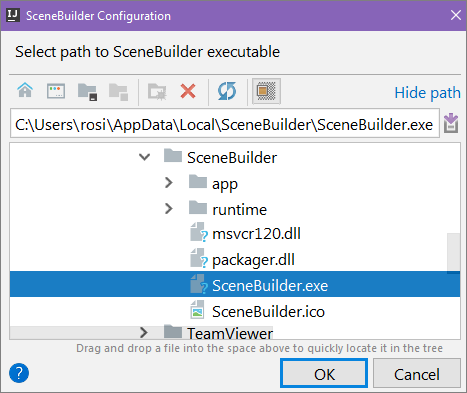 SceneBuilder Configuration
Select path to SceneBuilder executable
Hide path
C:\Users\rosi\AppData\Local\SceneBuilder\SceneBuilder.exe
SceneBuilder
app
runtime
msvcr120.dll
packager.dll
SceneBuilder.exe
SceneBuilder.ico
TeamViewer
Drag and drop a file into the space above to quickly locate it in the tree
OK
Cancel